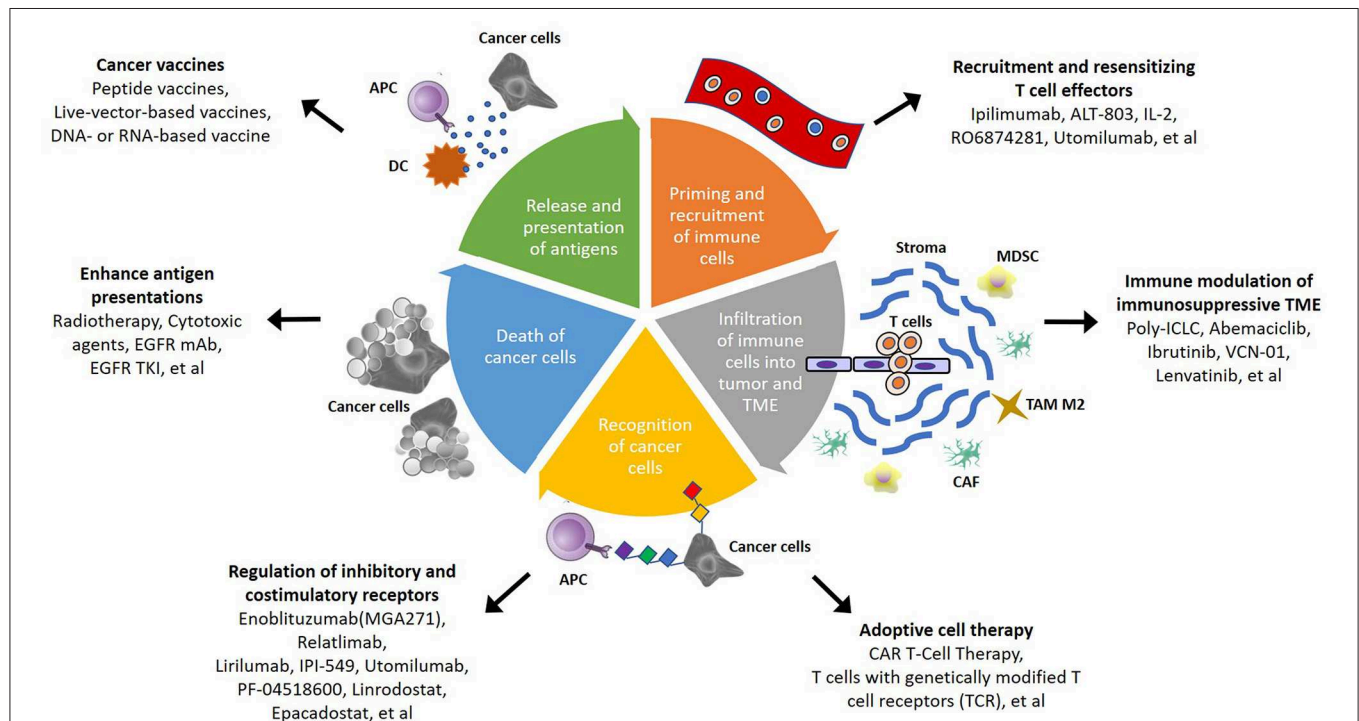 Cancer vaccines
Peptide vaccines,
Live-vector-based vaccines,
DNA- or RNA-based vaccine
Cancer cells
APC
DC
Recruitment and resensitizing
T cell effectors
Ipilimumab, ALT-803, IL-2,
RO6874281, Utomilumab, et al
Release and
presentation
of antigens
Priming and
recruitment
of immune
cells
Enhance antigen
presentations
Radiotherapy, Cytotoxic
agents, EGFR mAb,
EGFR TKI, et al
Cancer cells
Death of
cancer cells
Infiltration
of immune
cells into
tumor and
TME
Stroma
MDSC
T cells
TAM M2
CAF
Immune modulation of
immunosuppressive TME
Poly-ICLC, Abemaciclib,
Ibrutinib, VCN-01,
Lenvatinib, et al
Recognition
of cancer
cells
APC
Cancer cells
Regulation of inhibitory and
costimulatory receptors
Enoblituzumab(MGA271),
Relatlimab,
Lirilumab, IPI-549, Utomilumab,
PF-04518600, Linrodostat,
Epacadostat, et al
Adoptive cell therapy
CAR T-Cell Therapy,
T cells with genetically modified T
cell receptors (TCR), et al